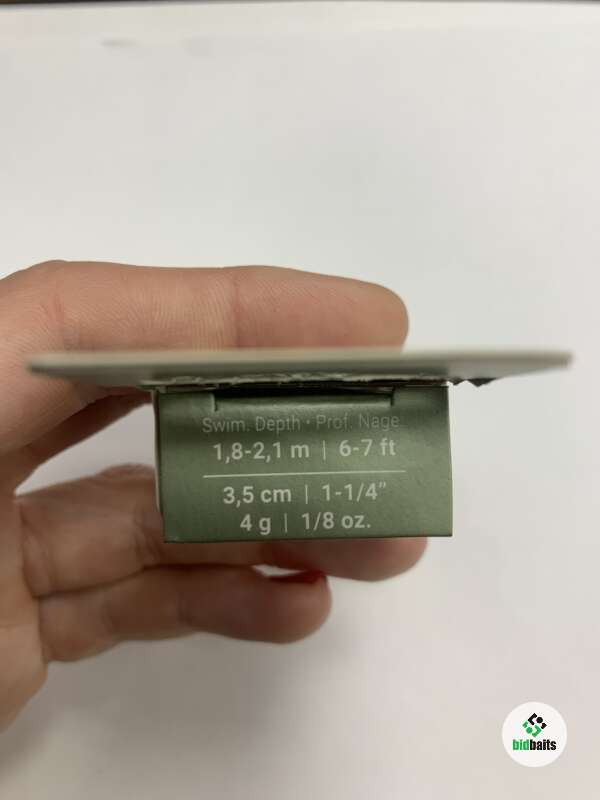 Swim. Depth • Prof. Nage
1,8-2,1 m | 6-7 ft
3,5 cm | 1-1/4”
4 g | 1/8 oz.
bidbaits